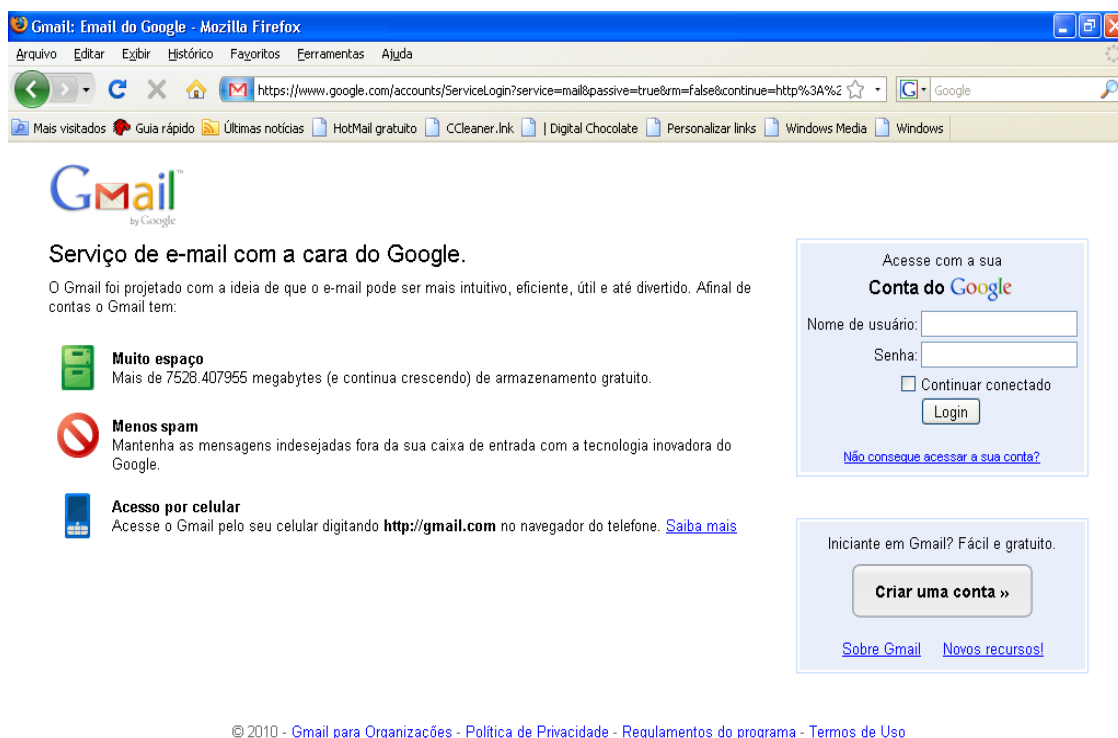 Gmail: Email do Google - Mozilla Firefox
Arquivo Editar Exibir Histórico Favoritos Ferramentas Ajuda
https://www.google.com/accounts/ServiceLogin?service=mail&passive=true&rm=false&continue=http%3A%2 G Google
Mais visitados Guia rápido Últimas notícias HotMail gratuito CCleaner.lnk | Digital Chocolate Personalizar links Windows Media Windows
Gmail™
by Google
Serviço de e-mail com a cara do Google.
O Gmail foi projetado com a ideia de que o e-mail pode ser mais intuitivo, eficiente, útil e até divertido. Afinal de
contas o Gmail tem:
Muito espaço
Mais de 7528.407955 megabytes (e continua crescendo) de armazenamento gratuito.
Menos spam
Mantenha as mensagens indesejadas fora da sua caixa de entrada com a tecnologia inovadora do
Google.
Acesso por celular
Acesse o Gmail pelo seu celular digitando http://gmail.com no navegador do telefone. Saiba mais
Acesse com a sua
Conta do Google
Nome de usuário:
Senha:
Continuar conectado
Login
Não consegue acessar a sua conta?
Iniciante em Gmail? Fácil e gratuito.
Criar uma conta »
Sobre Gmail Novos recursos!
© 2010 - Gmail para Organizações - Política de Privacidade - Regulamentos do programa - Termos de Uso